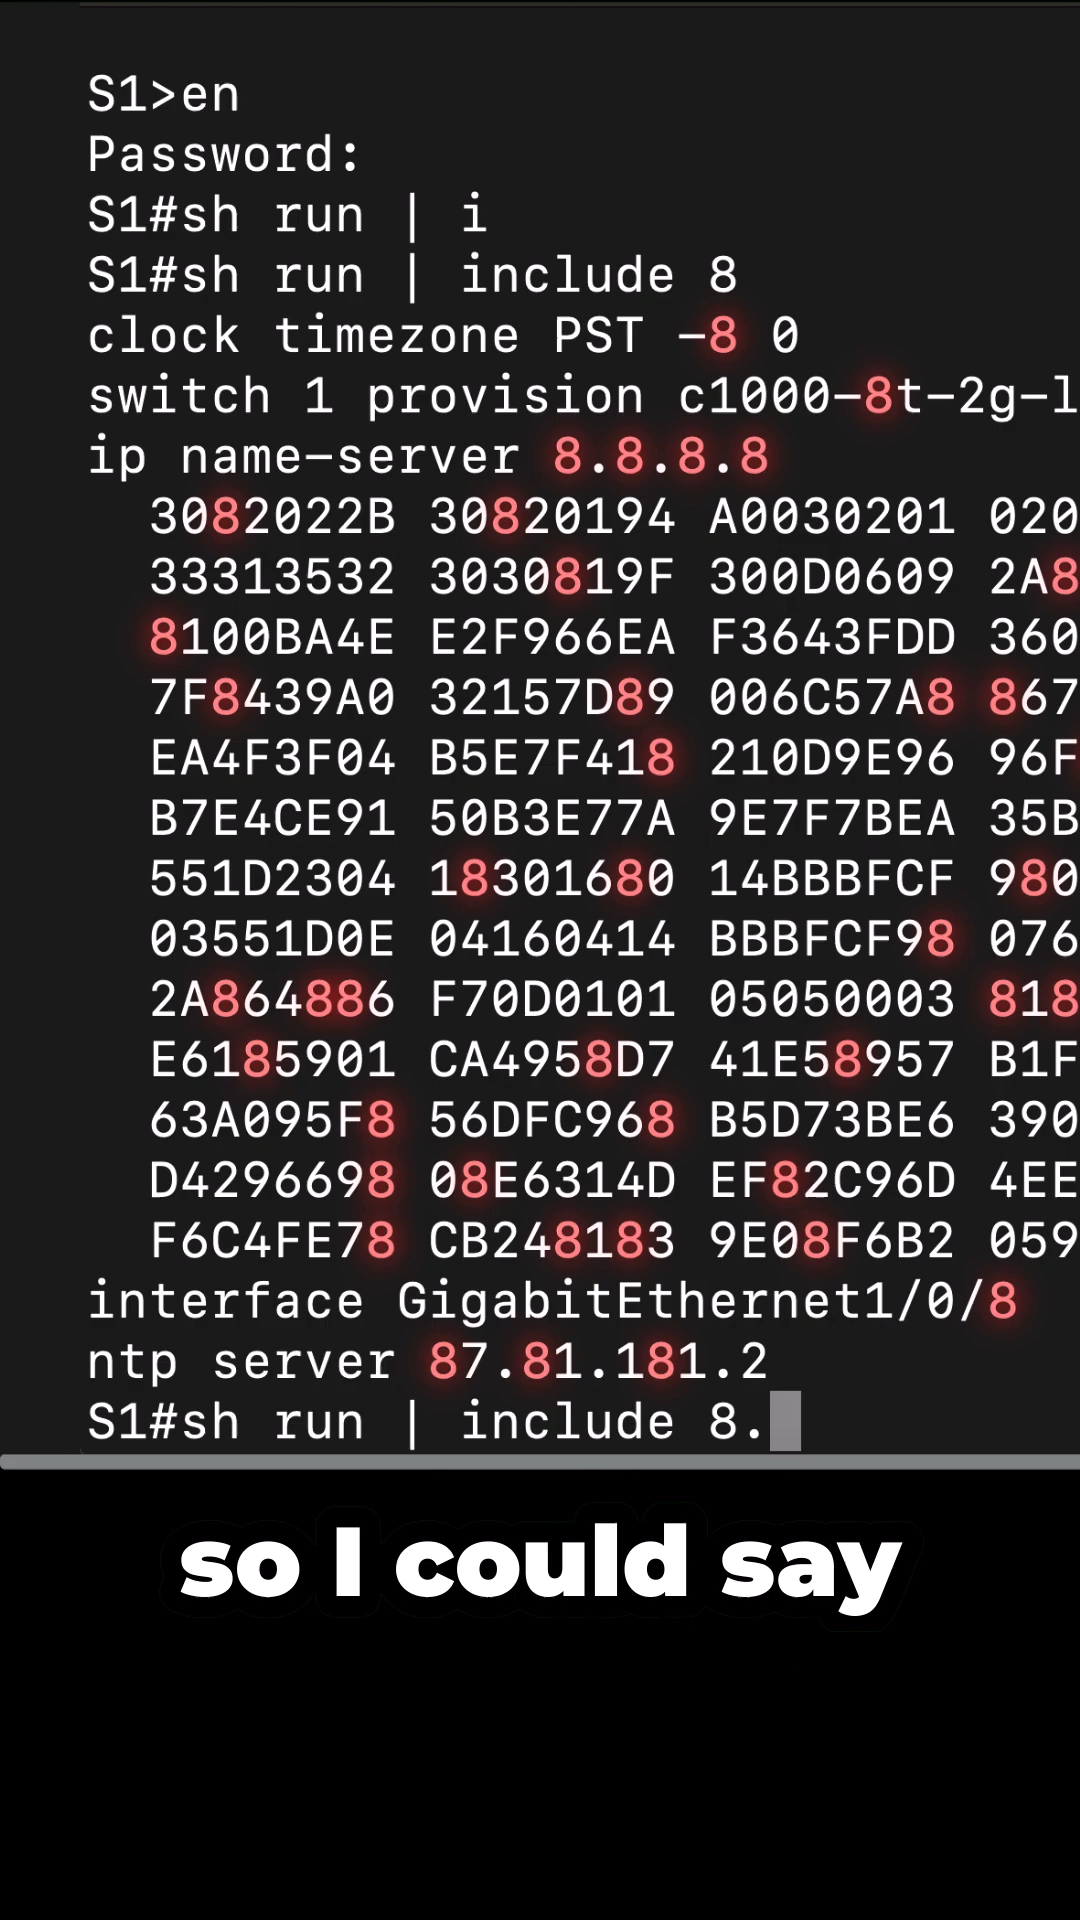 S1>en
Password:
S1#sh run | i
S1#sh run | include 8
clock timezone PST -8 0
switch 1 provision c1000-8t-2g-l
ip name-server 8.8.8.8
3082022B 30820194 A0030201 020
33313532 3030819F 300D0609 2A8
8100BA4E E2F966EA F3643FDD 360
7F8439A0 32157D89 006C57A8 867
EA4F3F04 B5E7F418 210D9E96 96F
B7E4CE91 50B3E77A 9E7F7BEA 35B
551D2304 18301680 14BBBFCF 980
03551D0E 04160414 BBBFCF98 076
2A864886 F70D0101 05050003 818
E6185901 CA4958D7 41E58957 B1F
63A095F8 56DFC968 B5D73BE6 390
D4296698 08E6314D EF82C96D 4EE
F6C4FE78 CB248183 9E08F6B2 059
interface GigabitEthernet1/0/8
ntp server 87.81.181.2
S1#sh run | include 8.
so I could say